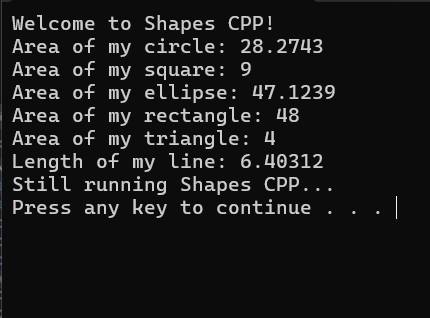 Welcome to Shapes CPP!
Area of my circle: 28.2743
Area of my square: 9
Area of my ellipse: 47.1239
Area of my rectangle: 48
Area of my triangle: 4
Length of my line: 6.40312
Still running Shapes CPP...
Press any key to continue . . .